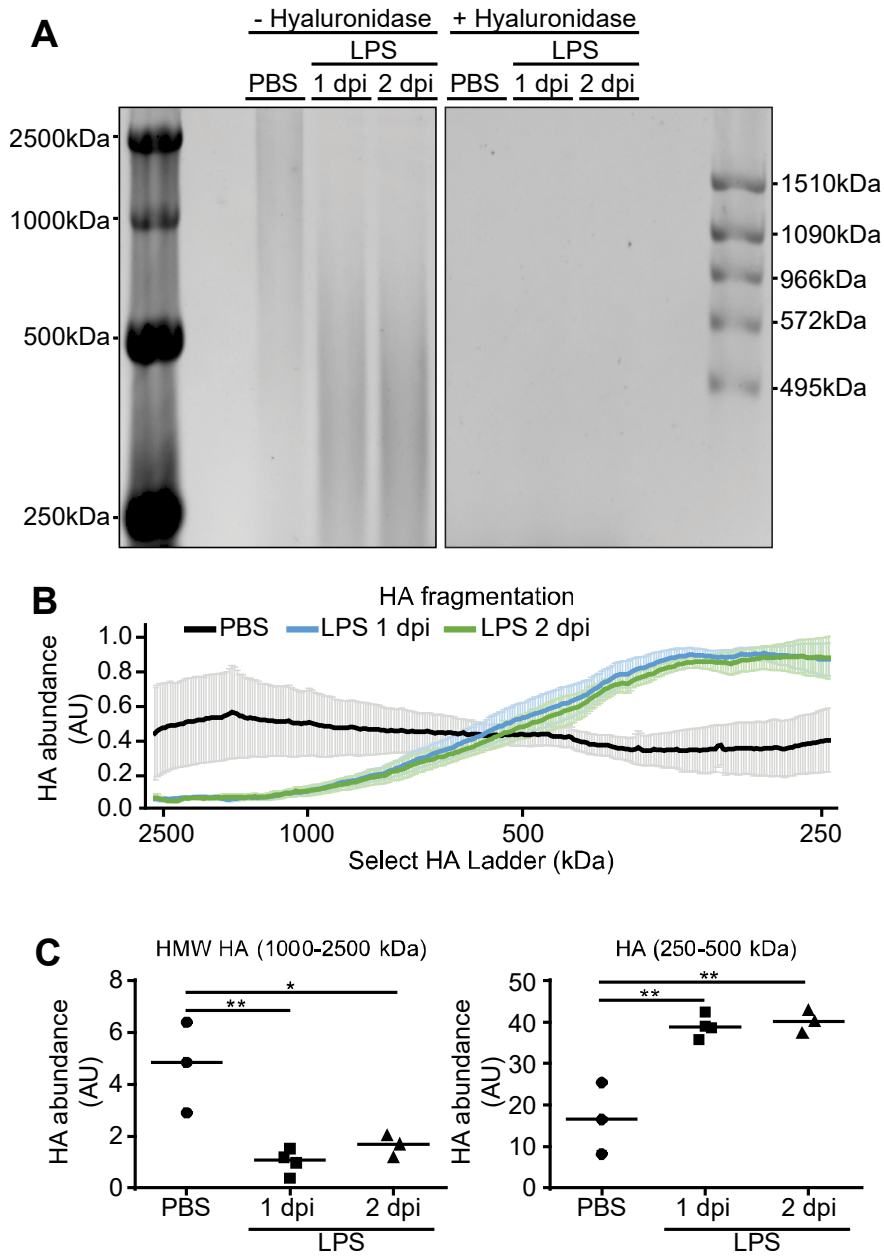 A
- Hyaluronidase + Hyaluronidase
LPS LPS
PBS 1 dpi 2 dpi PBS 1 dpi 2 dpi
2500kDa
1000kDa
500kDa
250kDa
1510kDa
1090kDa
966kDa
572kDa
495kDa
B
HA fragmentation
PBS LPS 1 dpi LPS 2 dpi
HA abundance
(AU)
1.0
0.8
0.6
0.4
0.2
0.0
2500 1000 500 250
Select HA Ladder (kDa)
C
HMW HA (1000-2500 kDa)
HA abundance
(AU)
8
6
4
2
0
*
**
PBS 1 dpi 2 dpi
LPS
HA (250-500 kDa)
HA abundance
(AU)
50
40
30
20
10
0
**
**
PBS 1 dpi 2 dpi
LPS